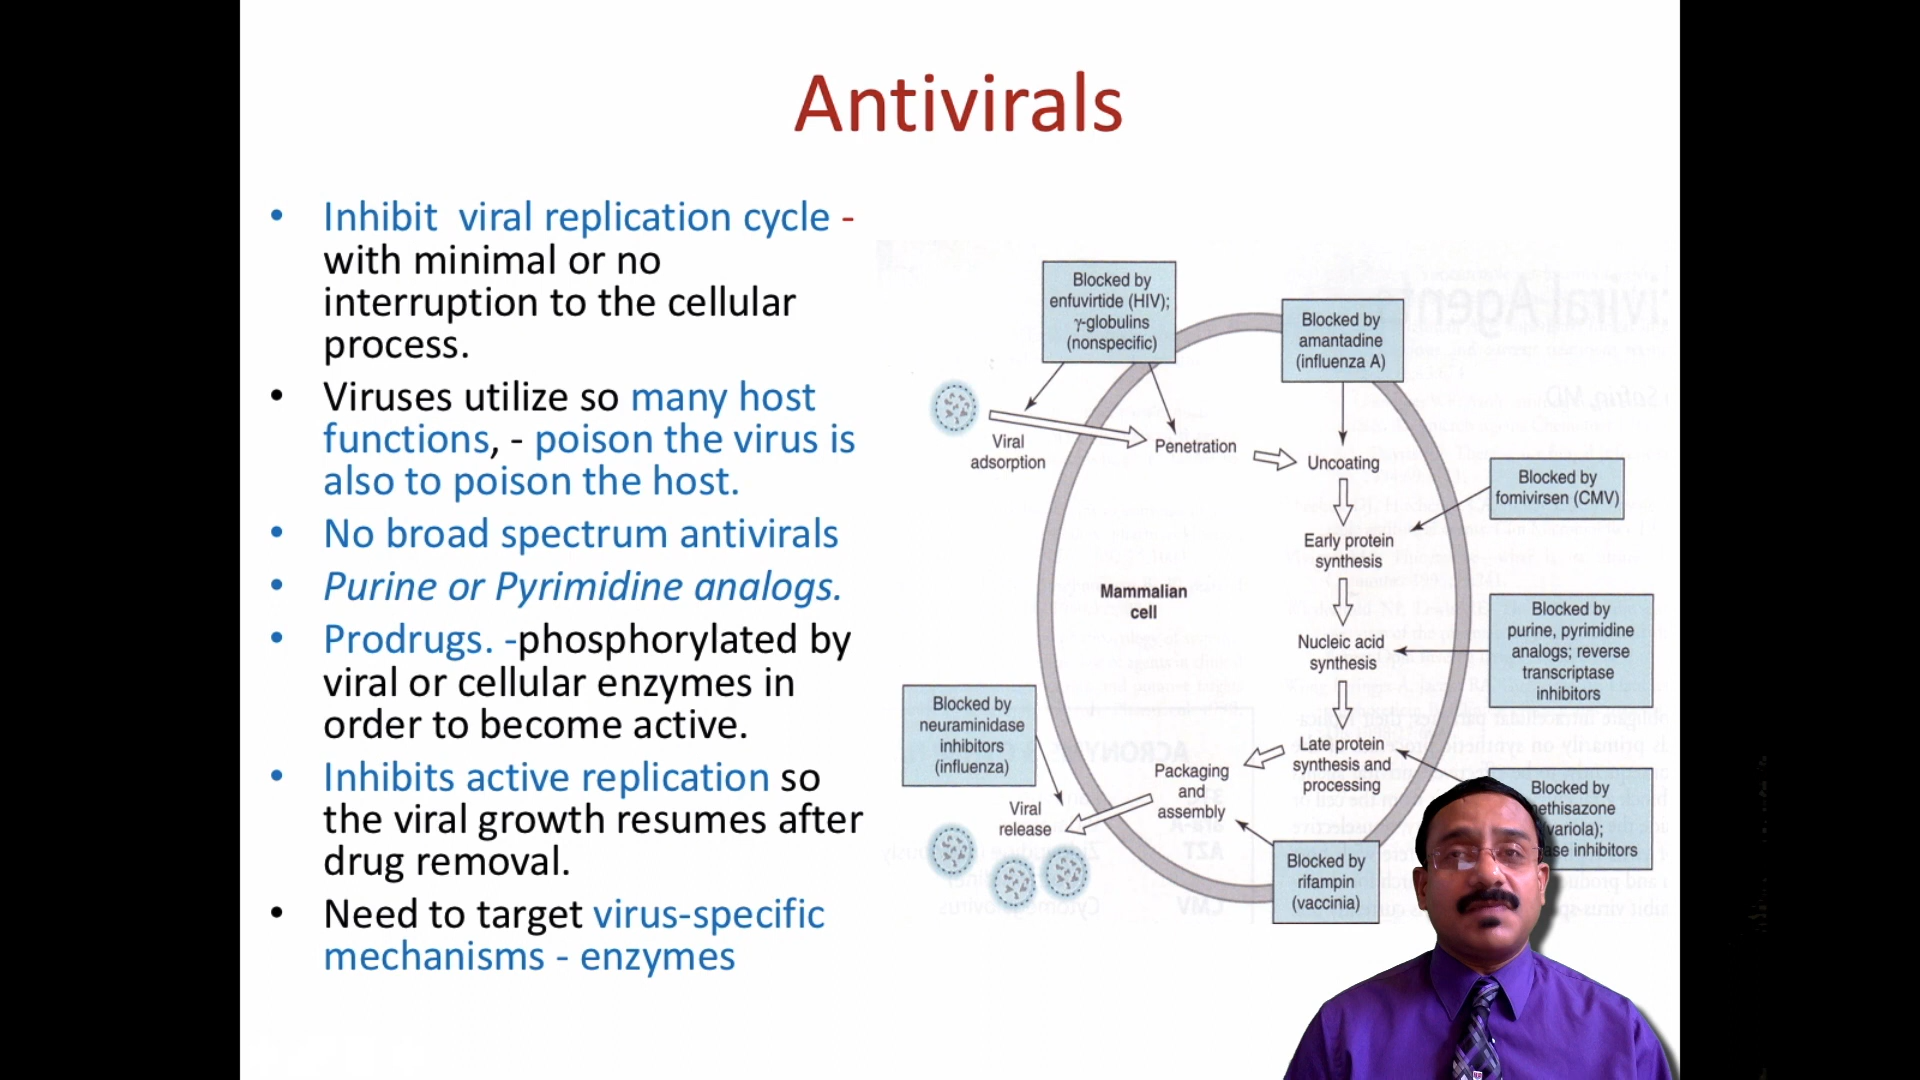 Antivirals
• Inhibit viral replication cycle -
with minimal or no
interruption to the cellular
process.
• Viruses utilize so many host
functions, - poison the virus is
also to poison the host.
• No broad spectrum antivirals
• Purine or Pyrimidine analogs.
• Prodrugs. -phosphorylated by
viral or cellular enzymes in
order to become active.
• Inhibits active replication so
the viral growth resumes after
drug removal.
• Need to target virus-specific
mechanisms - enzymes
Blocked by
enfuvirtide (HIV);
γ-globulins
(nonspecific)
Blocked by
amantadine
(influenza A)
Viral
adsorption
Penetration
Uncoating
Blocked by
fomivirsen (CMV)
Early protein
synthesis
Mammalian
cell
Blocked by
purine, pyrimidine
analogs; reverse
transcriptase
inhibitors
Nucleic acid
synthesis
Blocked by
neuraminidase
inhibitors
(influenza)
Late protein
synthesis and
processing
Packaging
and
assembly
Viral
release
Blocked by
methisazone
(variola);
inhibitors
Blocked by
rifampin
(vaccinia)